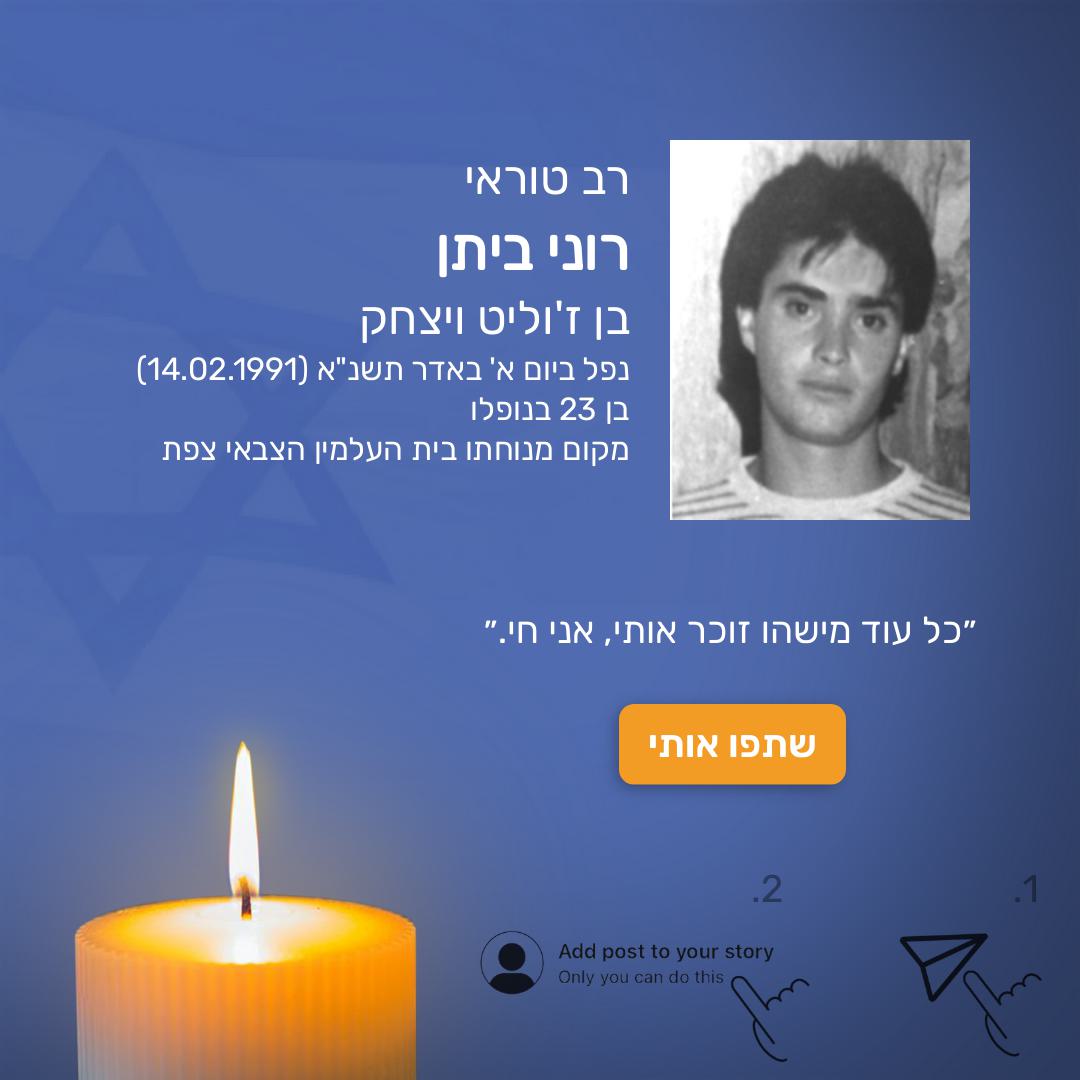 רב טוראי
רוני ביתן
בן ז'וליט ויצחק
נפל ביום א' באדר תשנ"א (14.02.1991)
בן 23 בנופלו
מקום מנוחתו בית העלמין הצבאי צפת
״כל עוד מישהו זוכר אותי, אני חי.״
שתפו אותי
1.
2.
Add post to your story
Only you can do this